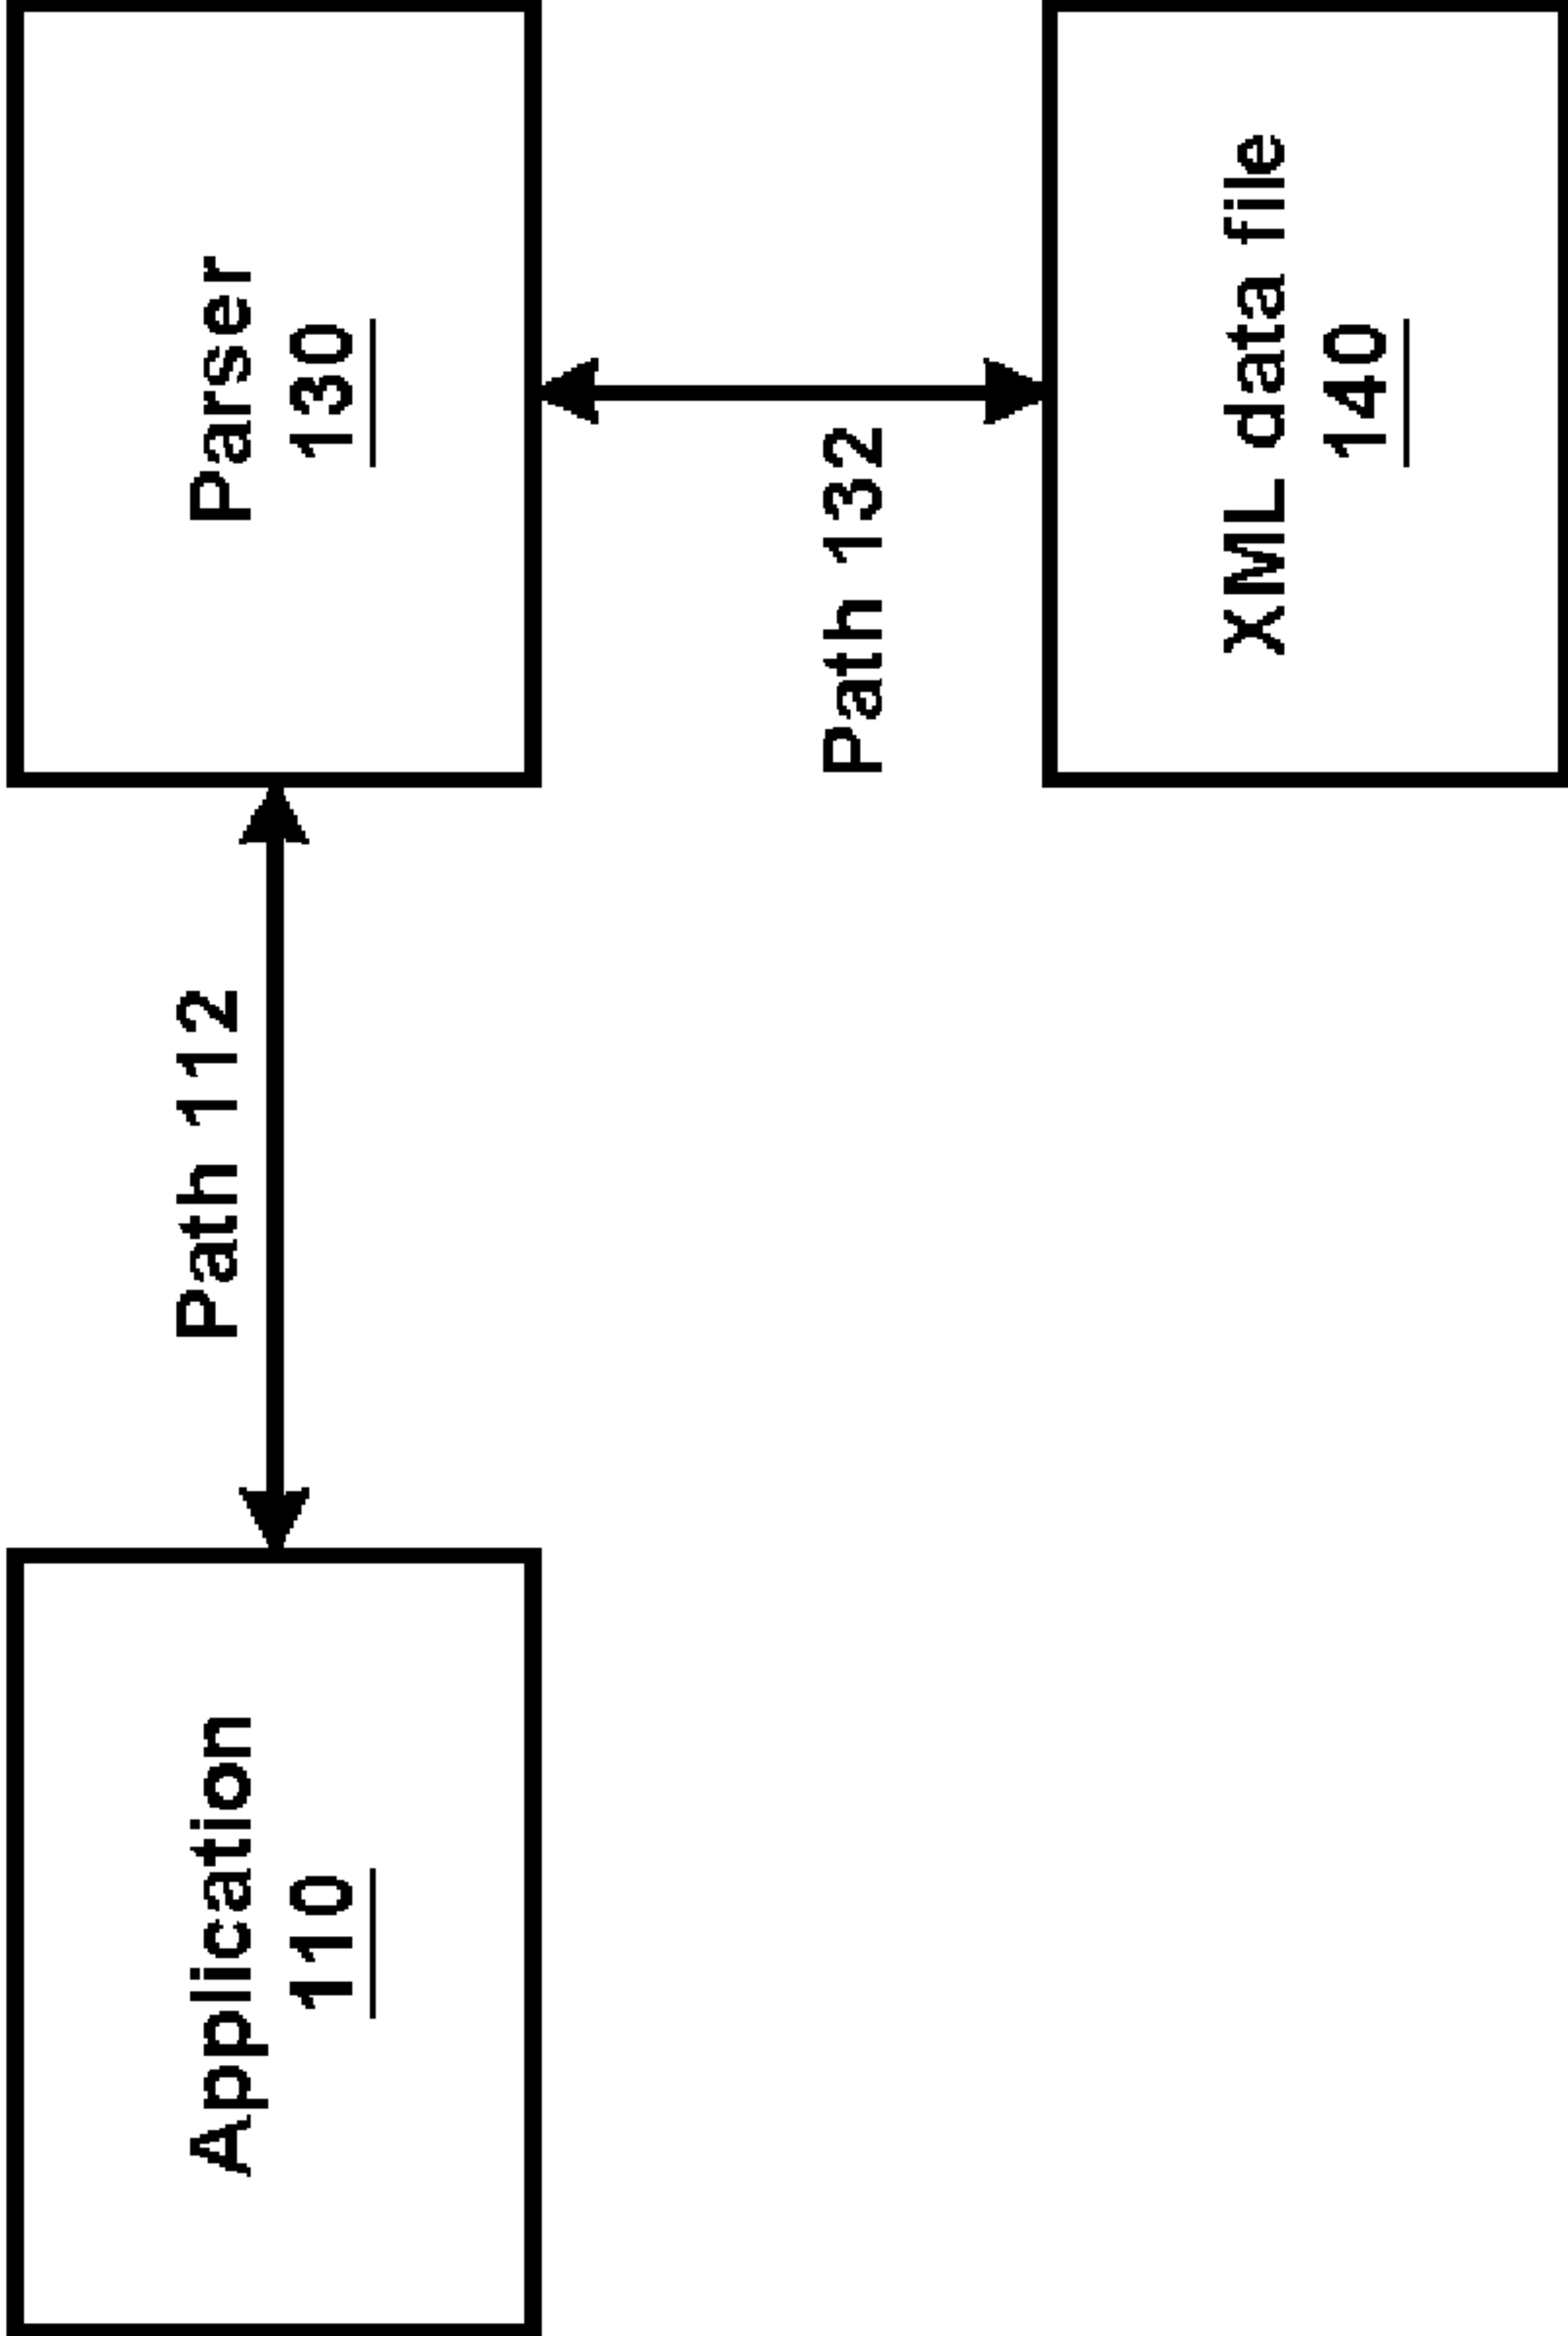 Application
110
Path 112
Parser
130
Path 132
XML data file
140